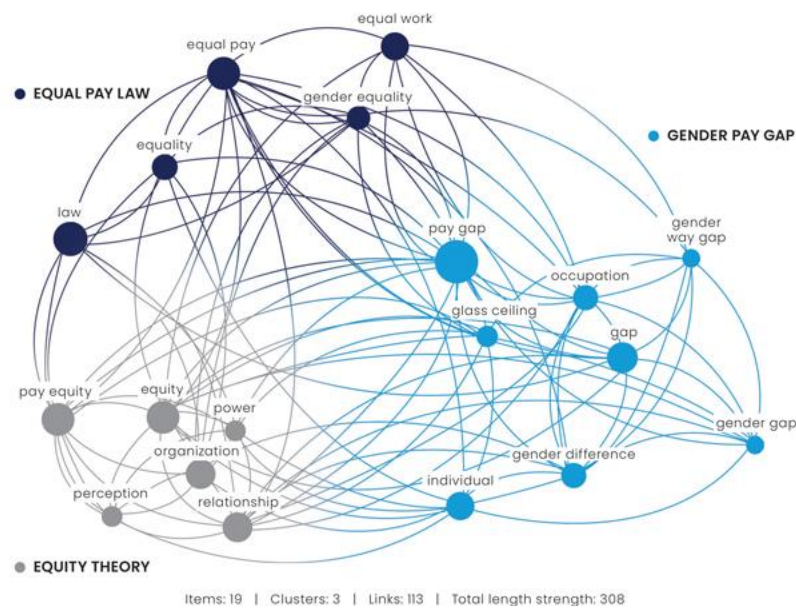 equal work
equal pay
EQUAL PAY LAW
gender equality
GENDER PAY GAP
equality
law
pay gap
gender
way gap
occupation
glass ceiling
gap
pay equity
equity
power
gender gap
organization
gender difference
perception
relationship
individual
EQUITY THEORY
Items: 19 | Clusters: 3 | Links: 113 | Total length strength: 308